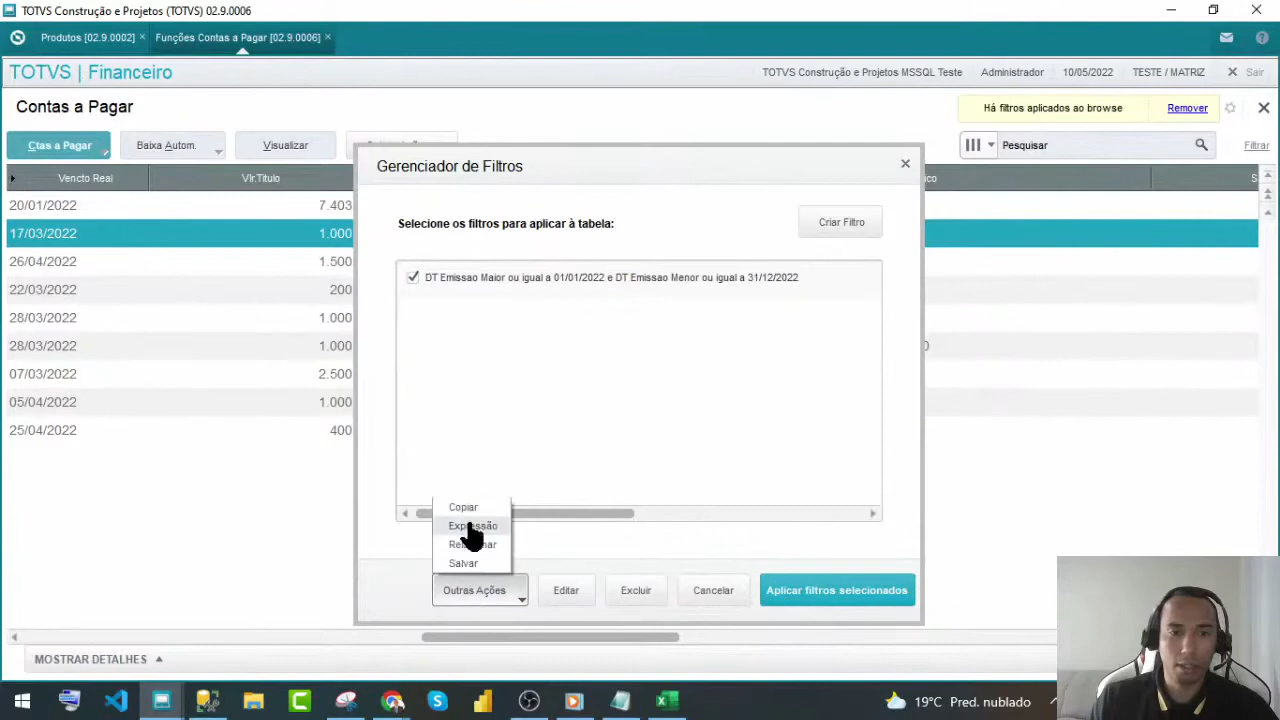 TOTVS Construção e Projetos (TOTVS) 02.9.0006
Produtos [02.9.0002]
Funções Contas a Pagar [02.9.0006]
TOTVS | Financeiro
TOTVS Construção e Projetos MSSQL Teste
Administrador
10/05/2022
TESTE / MATRIZ
Sair
Contas a Pagar
Há filtros aplicados ao browse
Remover
Ctas a Pagar
Baixa Autom.
Visualizar
Pesquisar
Filtrar
Vencto Real
Vlr.Titulo
20/01/2022 7.403
17/03/2022 1.000
26/04/2022 1.500
22/03/2022 200
28/03/2022 1.000
28/03/2022 1.000
07/03/2022 2.500
05/04/2022 1.000
25/04/2022 400
Gerenciador de Filtros
Selecione os filtros para aplicar à tabela:
Criar Filtro
DT Emissao Maior ou igual a 01/01/2022 e DT Emissao Menor ou igual a 31/12/2022
Copiar
Expressão
Salvar
Outras Ações
Editar
Excluir
Cancelar
Aplicar filtros selecionados
MOSTRAR DETALHES
19°C Pred. nublado